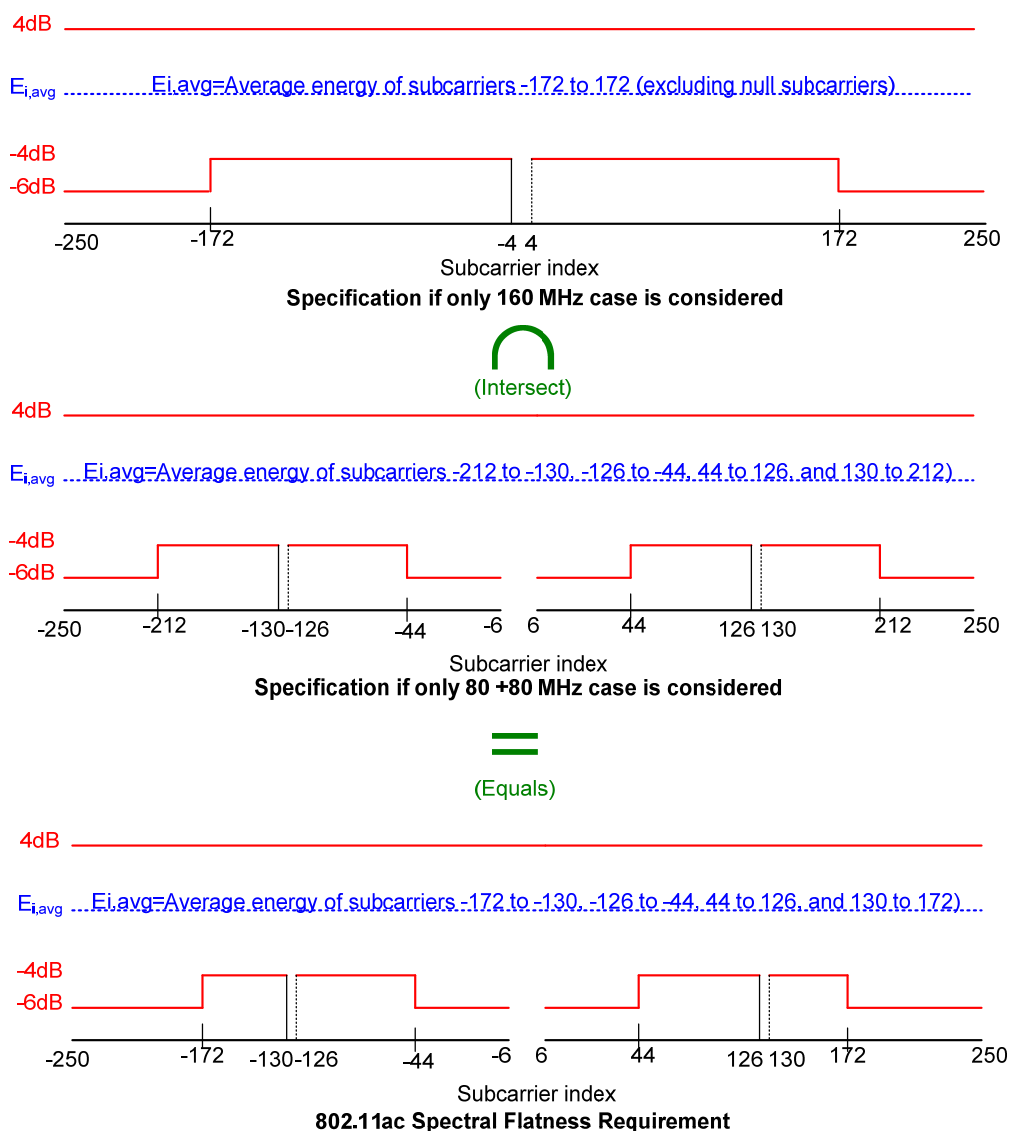 4dB
Ei,avg Ei.avg=Average energy of subcarriers -172 to 172 (excluding null subcarriers)
-4dB
-6dB
-250 -172 -4 4 172 250
Subcarrier index
Specification if only 160 MHz case is considered
(Intersect)
4dB
Ei,avg Ei.avg=Average energy of subcarriers -212 to -130, -126 to -44, 44 to 126, and 130 to 212)
-4dB
-6dB
-250 -212 -130 -126 -44 -6 6 44 126 130 212 250
Subcarrier index
Specification if only 80 +80 MHz case is considered
(Equals)
4dB
Ei,avg Ei.avg=Average energy of subcarriers -172 to -130, -126 to -44, 44 to 126, and 130 to 172)
-4dB
-6dB
-250 -172 -130 -126 -44 -6 6 44 126 130 172 250
Subcarrier index
802.11ac Spectral Flatness Requirement